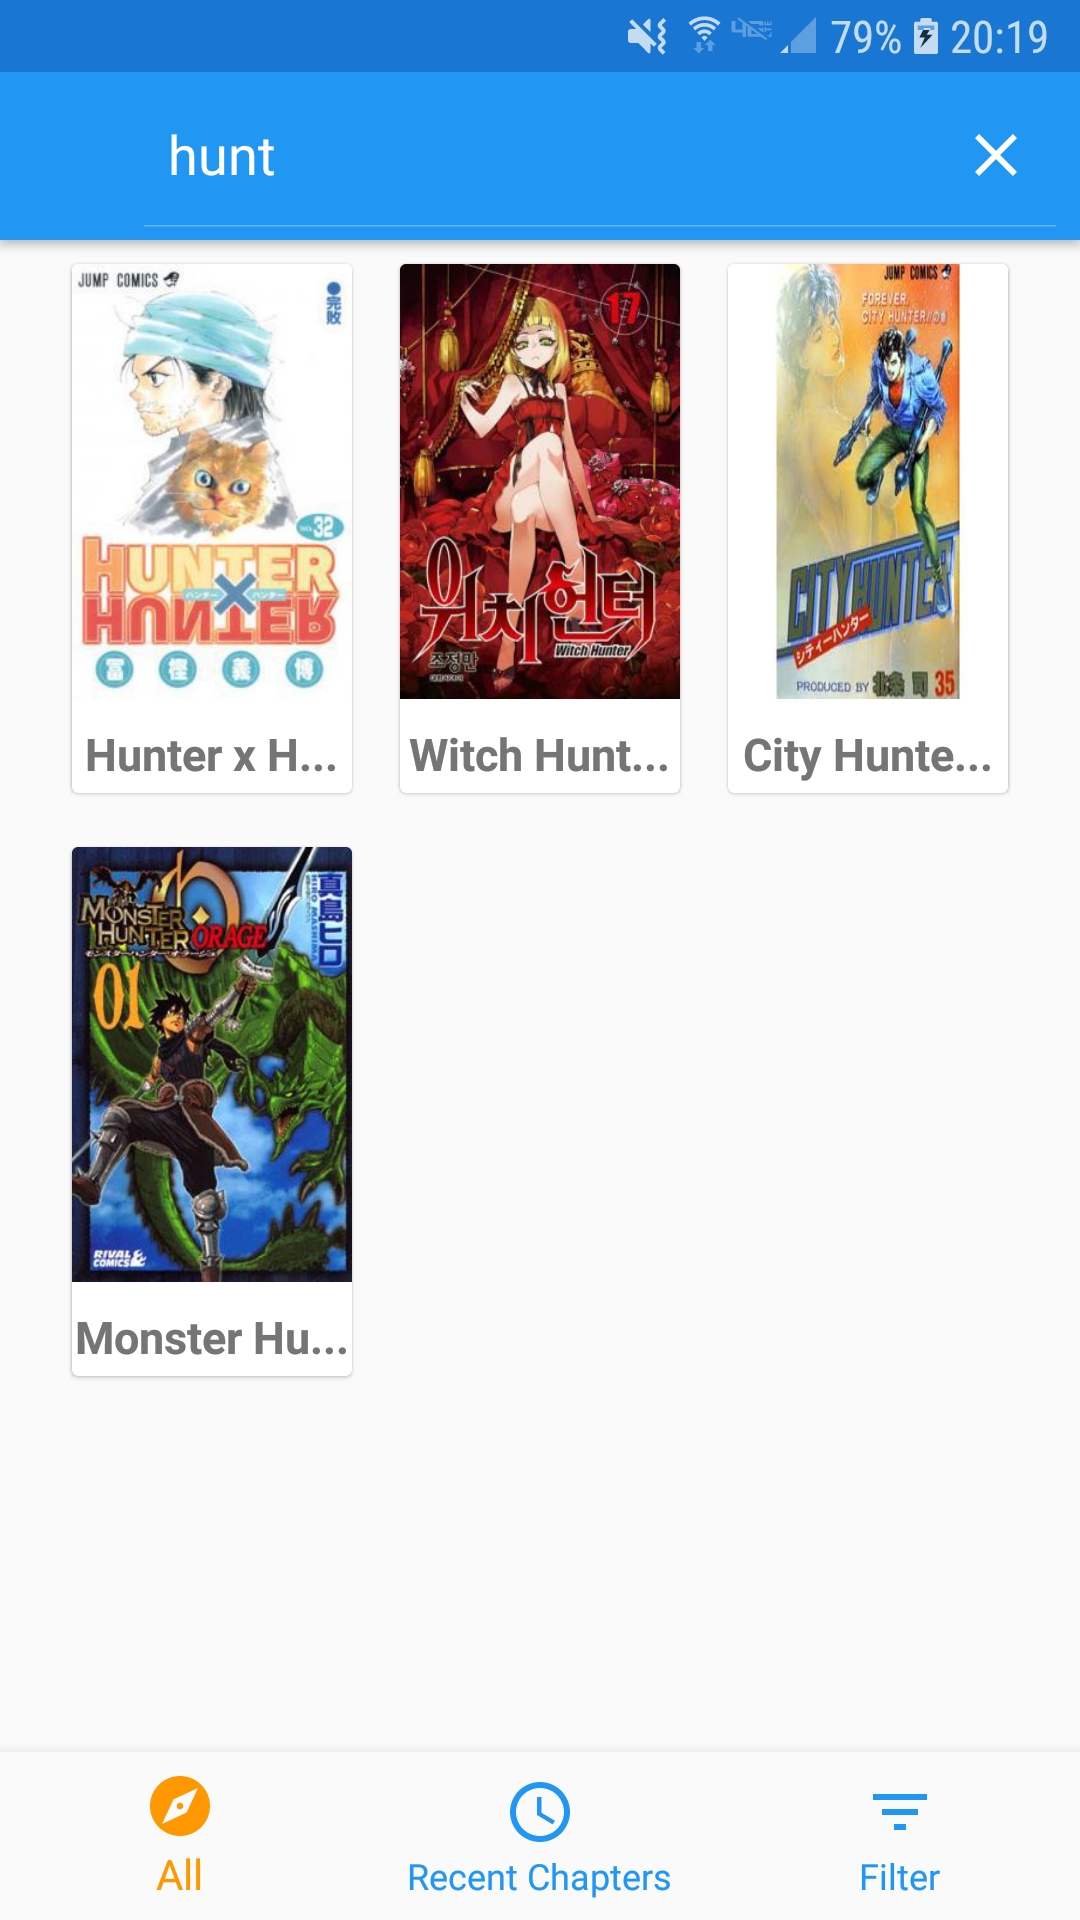 79% 20:19
hunt
JUMP COMICS
●完敗
NO.32
HUNTER
ハンター×ハンター
HUNTER
冨樫義博
17
위치헌터
Witch Hunter
조정만
JUMP COMICS
FOREVER,
CITY HUNTER!!の巻
CITY HUNTER
シティーハンター
PRODUCED BY 北条 司 35
Hunter x H...
Witch Hunt...
City Hunte...
MONSTER
HUNTER ORAGE
モンスターハンター オラージュ
真島ヒロ
HIRO MASHIMA
01
RIVAL
COMICS
Monster Hu...
All
Recent Chapters
Filter